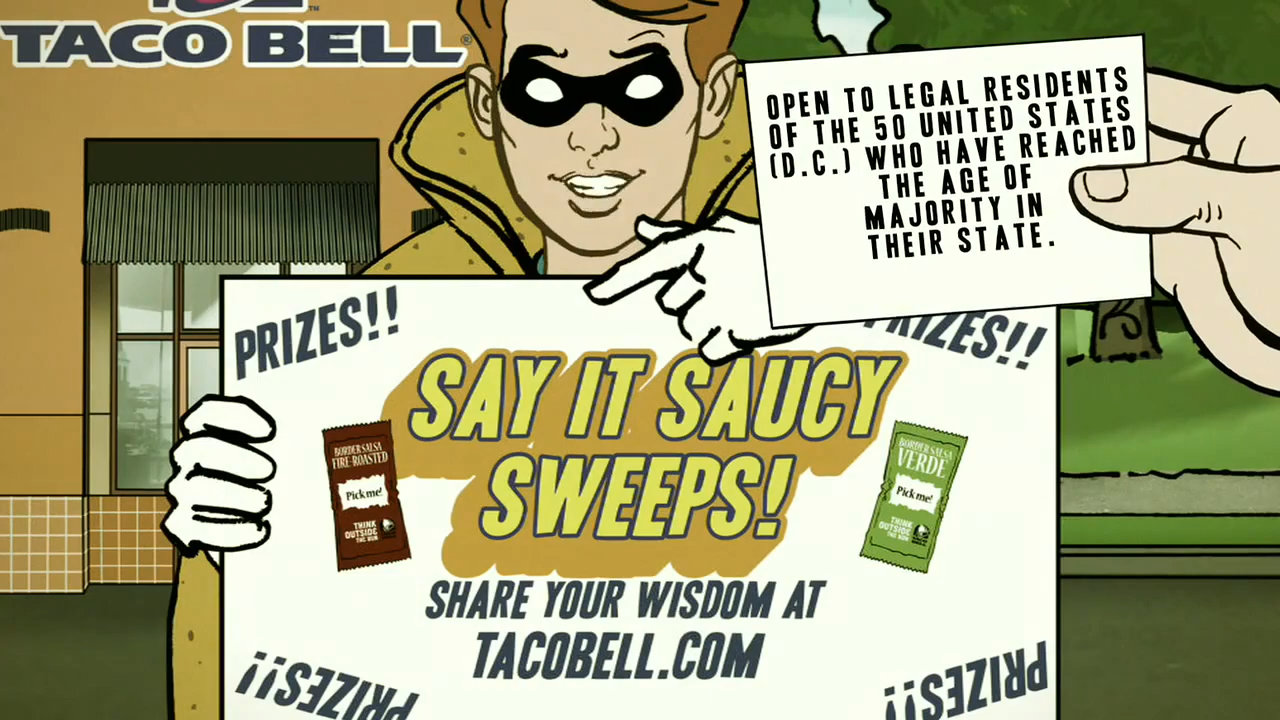 TACO BELL
OPEN TO LEGAL RESIDENTS
OF THE 50 UNITED STATES
(D.C.) WHO HAVE REACHED
THE AGE OF
MAJORITY IN
THEIR STATE.
PRIZES!!
PRIZES!!
SAY IT SAUCY
SWEEPS!
BORDER SALSA
FIRE ROASTED
Pick me!
THINK
OUTSIDE
THE BUN
BORDER SALSA
VERDE
Pick me!
THINK
OUTSIDE
THE BUN
SHARE YOUR WISDOM AT
TACOBELL.COM
PRIZES!!
PRIZES!!